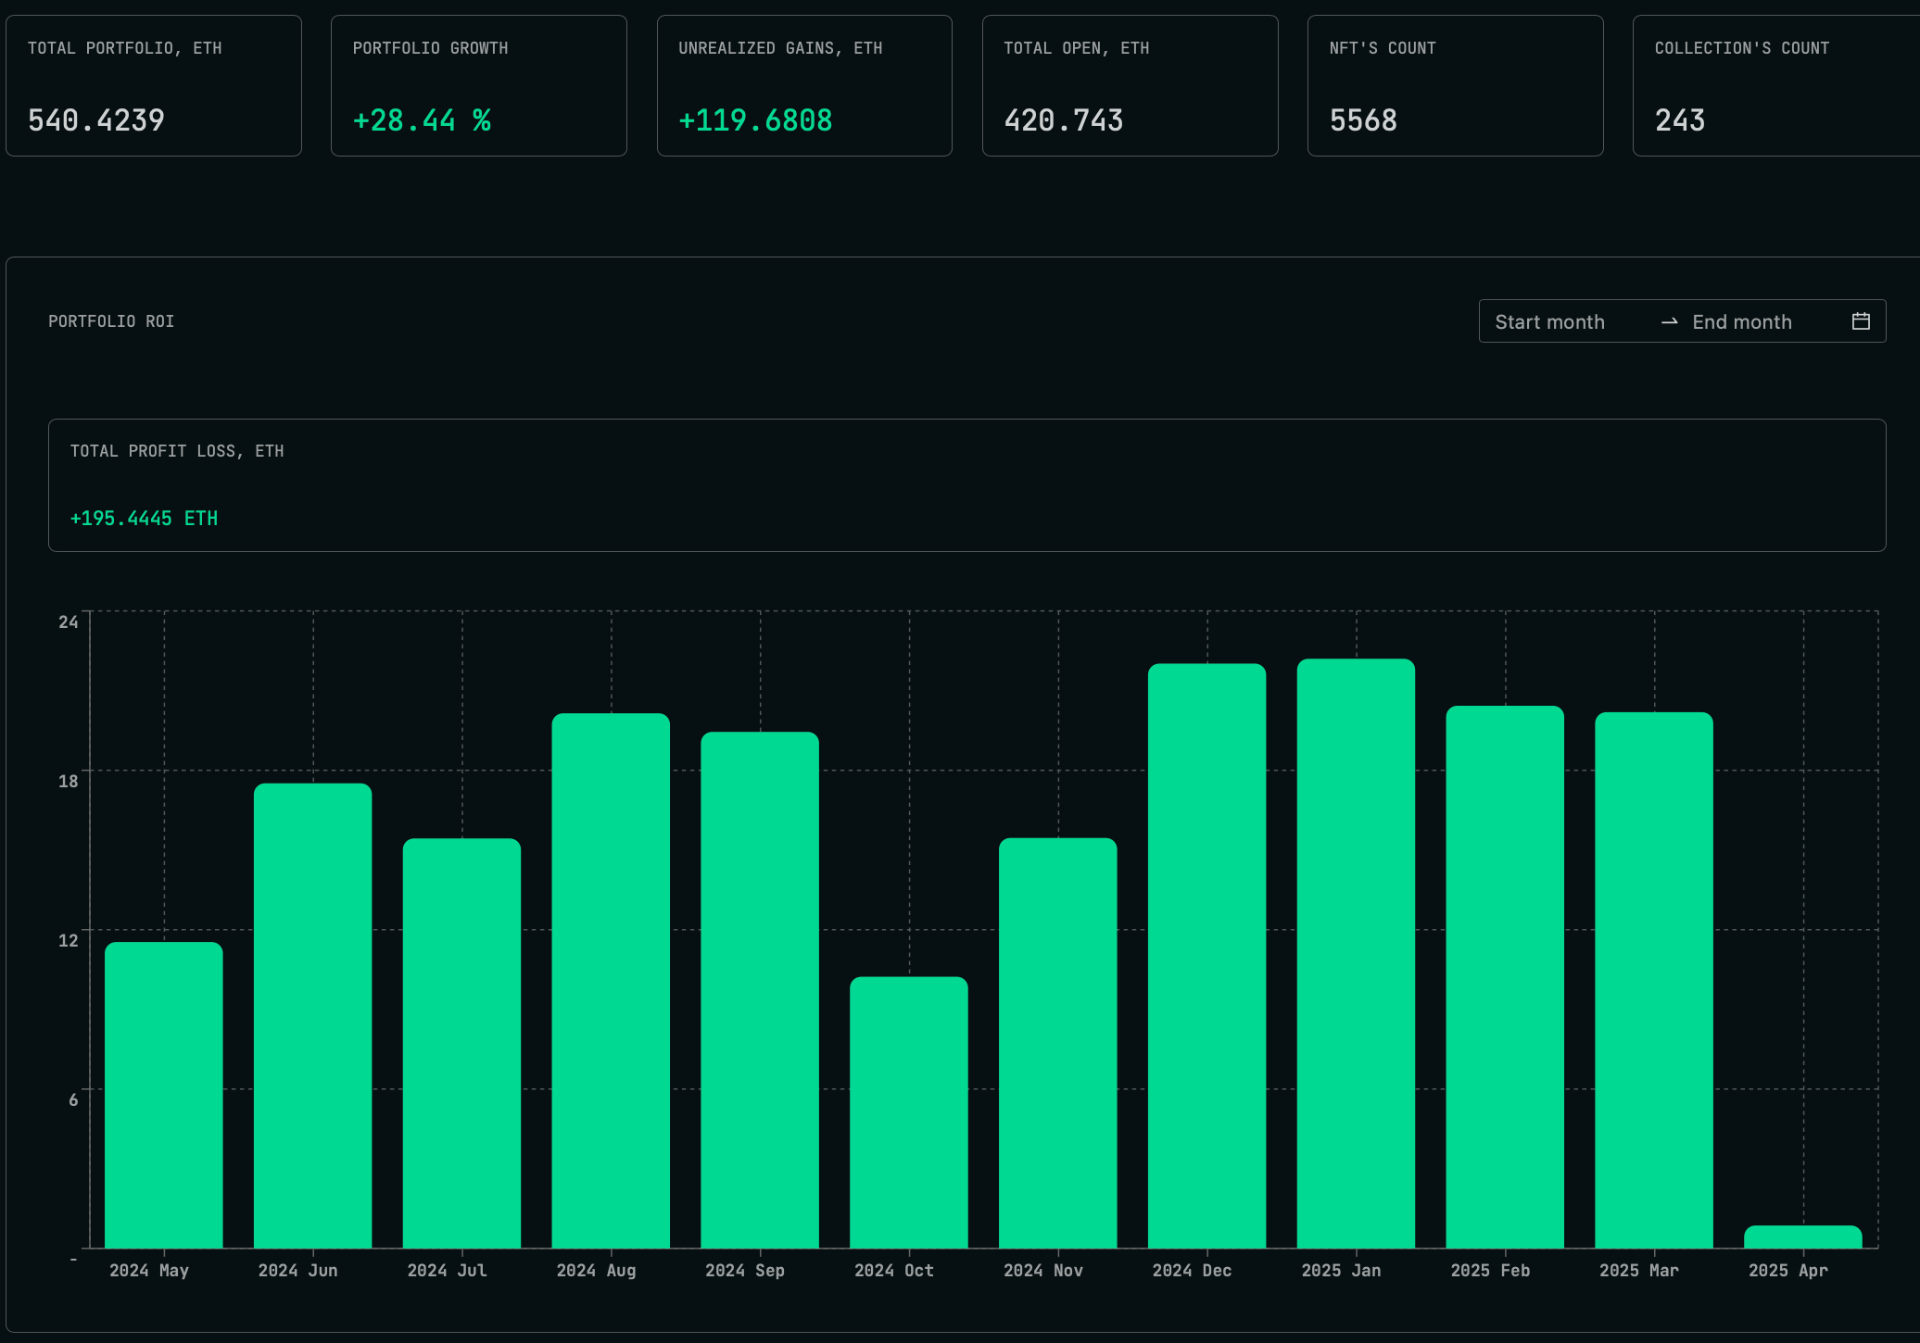 TOTAL PORTFOLIO, ETH
540.4239
PORTFOLIO GROWTH
+28.44 %
UNREALIZED GAINS, ETH
+119.6808
TOTAL OPEN, ETH
420.743
NFT'S COUNT
5568
COLLECTION'S COUNT
243
PORTFOLIO ROI
Start month
End month
TOTAL PROFIT LOSS, ETH
+195.4445 ETH
24
18
12
6
-
2024 May
2024 Jun
2024 Jul
2024 Aug
2024 Sep
2024 Oct
2024 Nov
2024 Dec
2025 Jan
2025 Feb
2025 Mar
2025 Apr